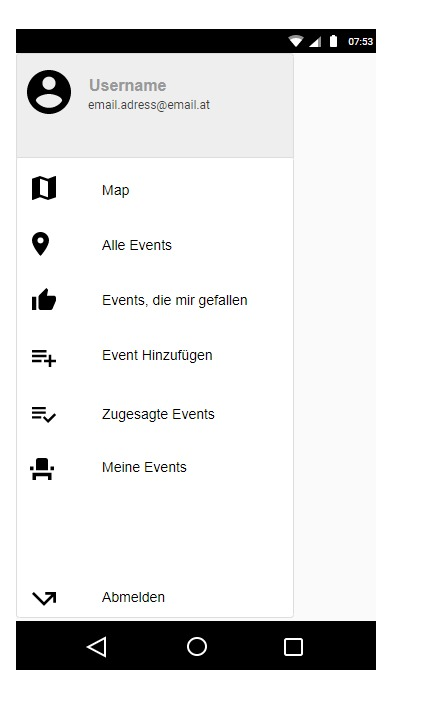 07:53
Username
email.adress@email.at
Map
Alle Events
Events, die mir gefallen
Event Hinzufügen
Zugesagte Events
Meine Events
Abmelden